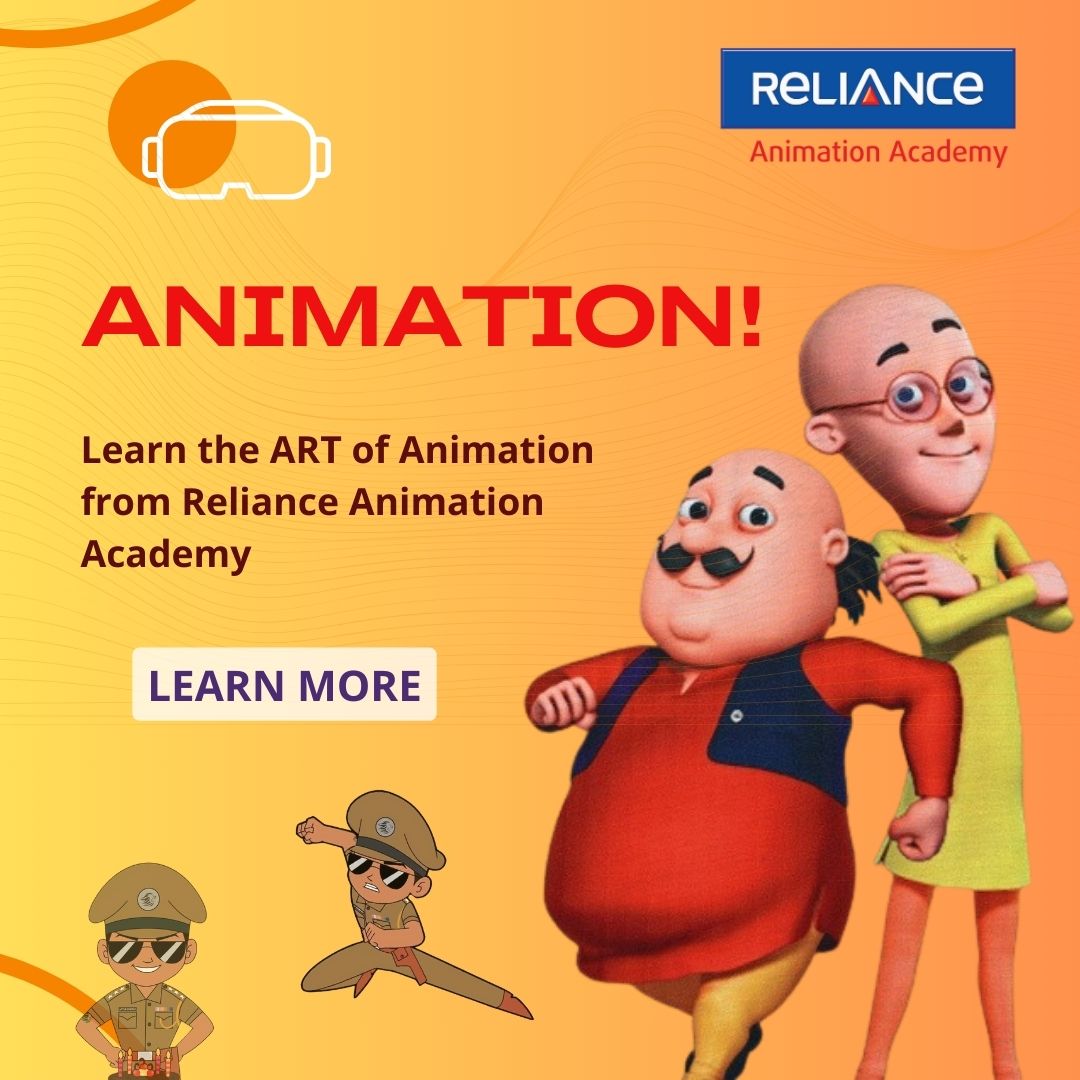 RELIANCE
Animation Academy
ANIMATION!
Learn the ART of Animation
from Reliance Animation
Academy
LEARN MORE